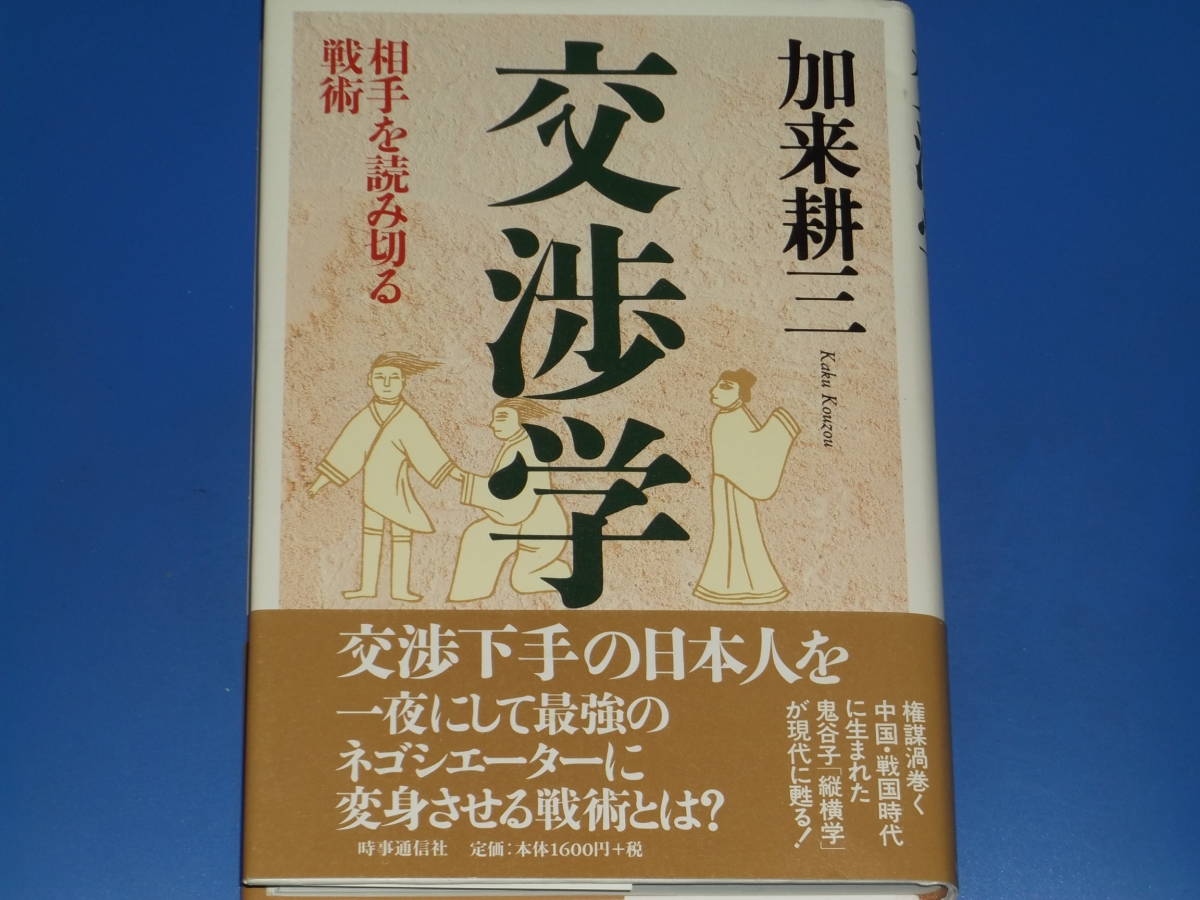 加来耕三
Kaku Kouzou
交渉学
相手を読み切る
戦術
交渉下手の日本人を
一夜にして最強の
ネゴシエーターに
変身させる戦術とは?
権謀渦巻く
中国・戦国時代
に生まれた
鬼谷子「縦横学」
が現代に甦る!
時事通信社 定価:本体1600円+税